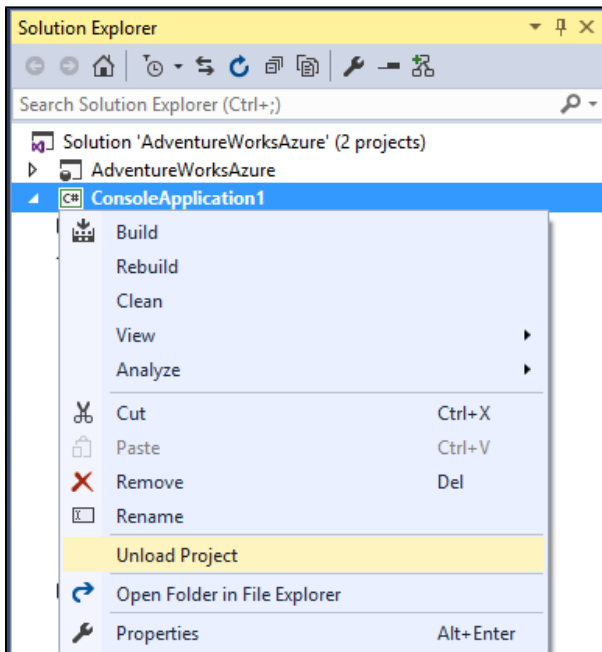 Solution Explorer
Search Solution Explorer (Ctrl+;)
Solution 'AdventureWorksAzure' (2 projects)
AdventureWorksAzure
C# ConsoleApplication1
Build
Rebuild
Clean
View
Analyze
Cut Ctrl+X
Paste Ctrl+V
Remove Del
Rename
Unload Project
Open Folder in File Explorer
Properties Alt+Enter